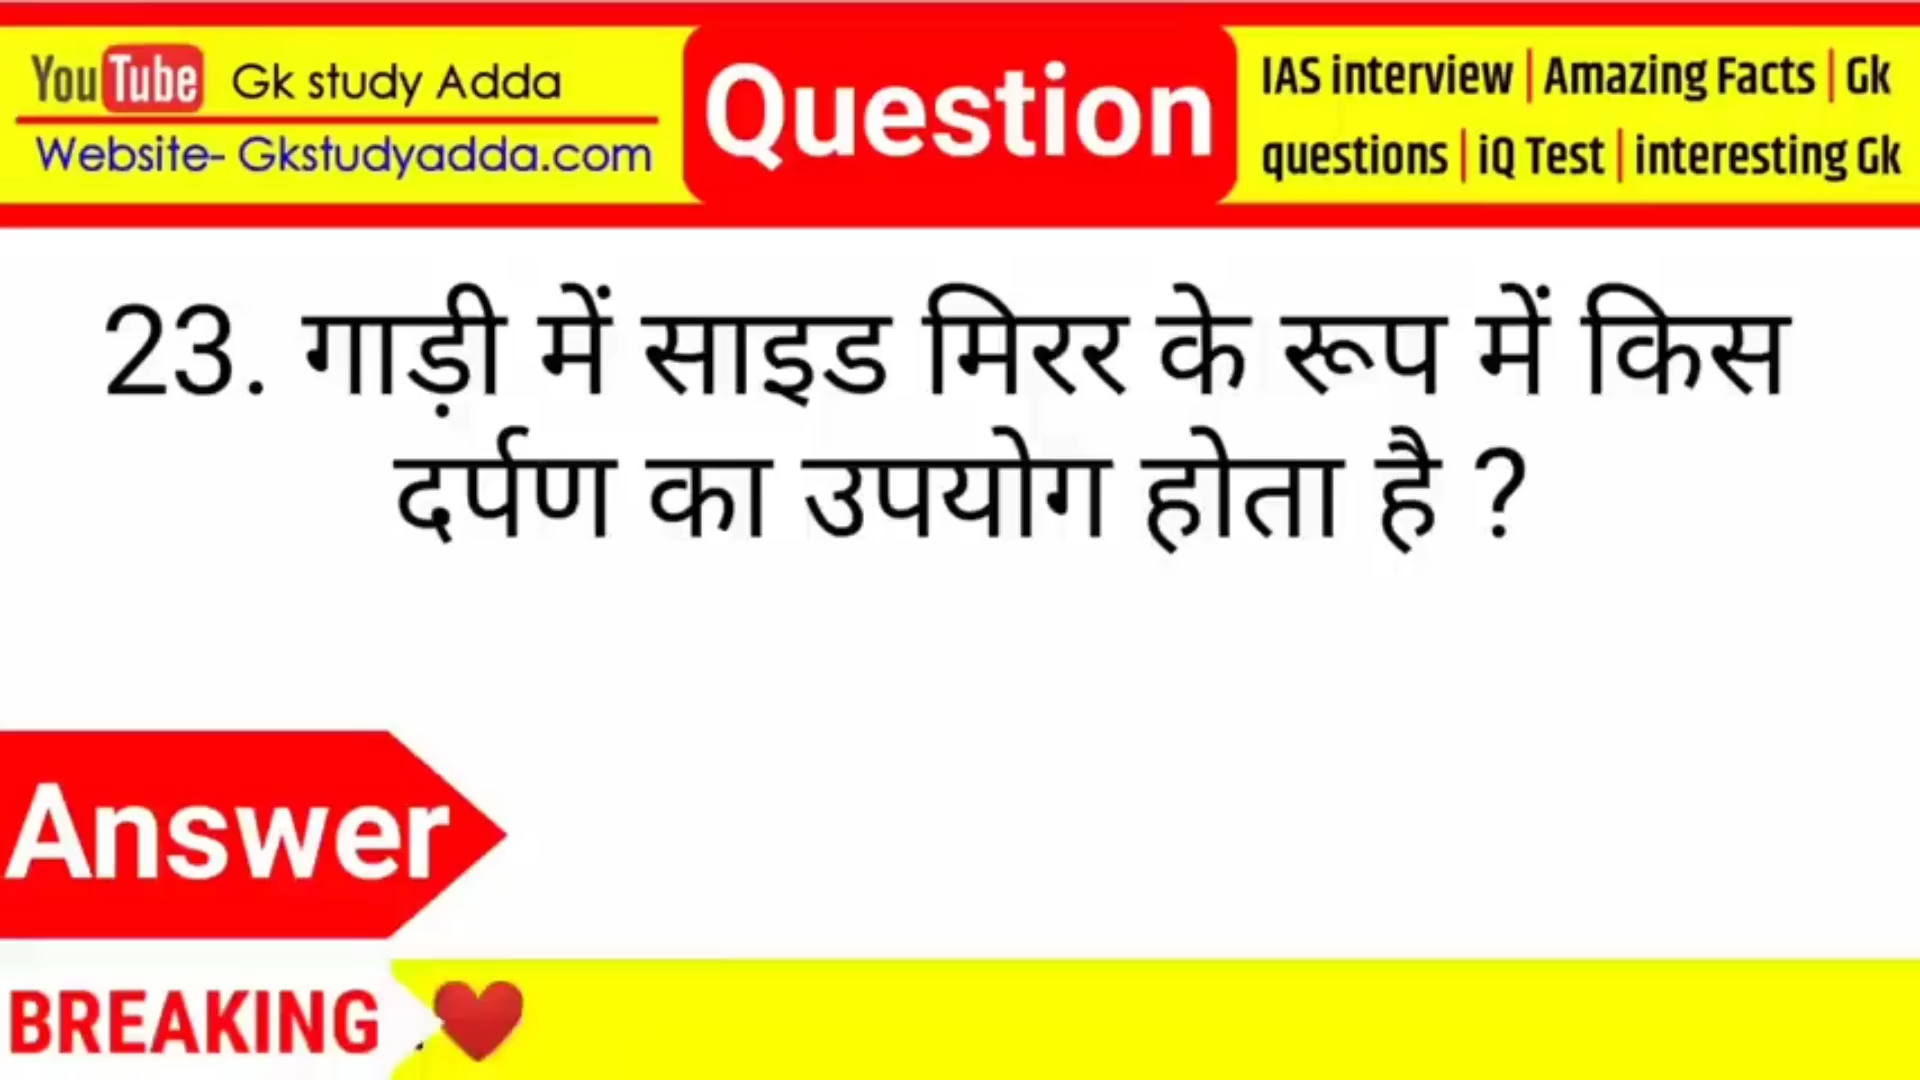 YouTube Gk study Adda
Website- Gkstudyadda.com
Question
IAS interview | Amazing Facts | Gk
questions | iQ Test | interesting Gk
23. गाड़ी में साइड मिरर के रूप में किस
दर्पण का उपयोग होता है ?
Answer
BREAKING